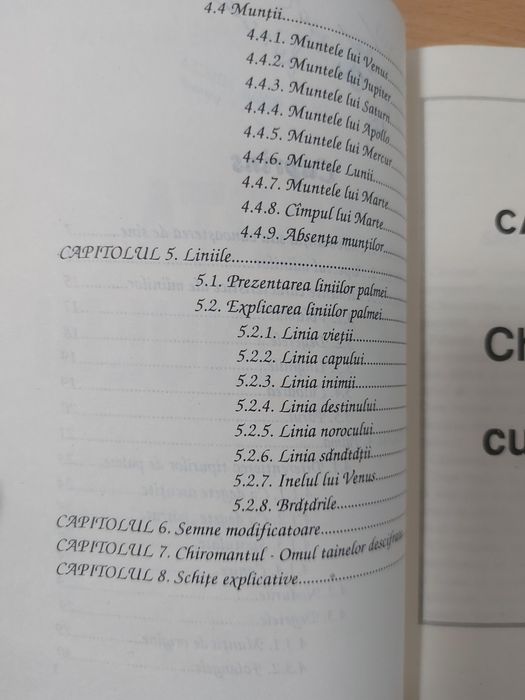 4.4 Munții
4.4.1. Muntele lui Venus
4.4.2. Muntele lui Jupiter
4.4.3. Muntele lui Saturn
4.4.4. Muntele lui Apollo
4.4.5. Muntele lui Mercur
4.4.6. Muntele Lunii
4.4.7. Muntele lui Marte
4.4.8. Cîmpul lui Marte
4.4.9. Absența munților
CAPITOLUL 5. Liniile
5.1. Prezentarea liniilor palmei
5.2. Explicarea liniilor palmei
5.2.1. Linia vieții
5.2.2. Linia capului
5.2.3. Linia inimii
5.2.4. Linia destinului
5.2.5. Linia norocului
5.2.6. Linia sănătății
5.2.7. Inelul lui Venus
5.2.8. Brățările
CAPITOLUL 6. Semne modificatoare
CAPITOLUL 7. Chiromantul - Omul tainelor
CAPITOLUL 8. Schițe explicative